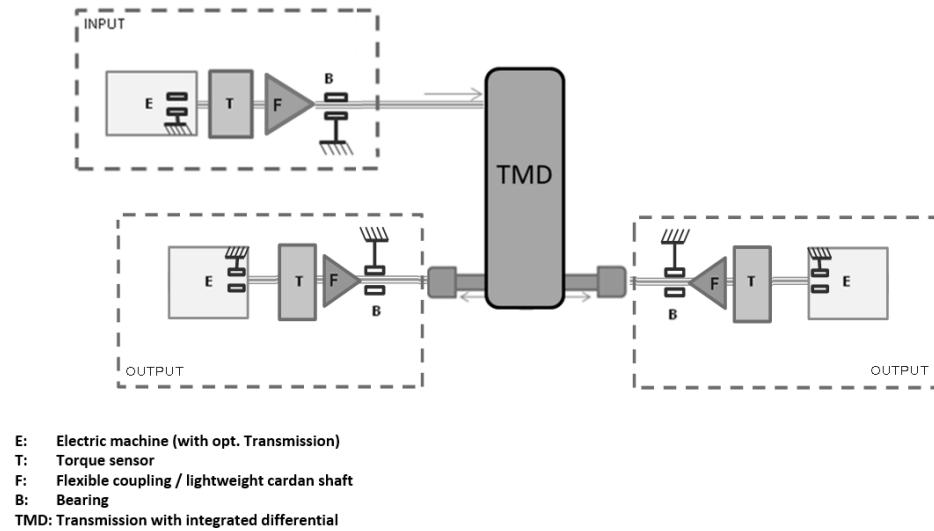 INPUT
B
E T F
TMD
E T F
B
OUTPUT
F T E
B
OUTPUT
E: Electric machine (with opt. Transmission)
T: Torque sensor
F: Flexible coupling / lightweight cardan shaft
B: Bearing
TMD: Transmission with integrated differential